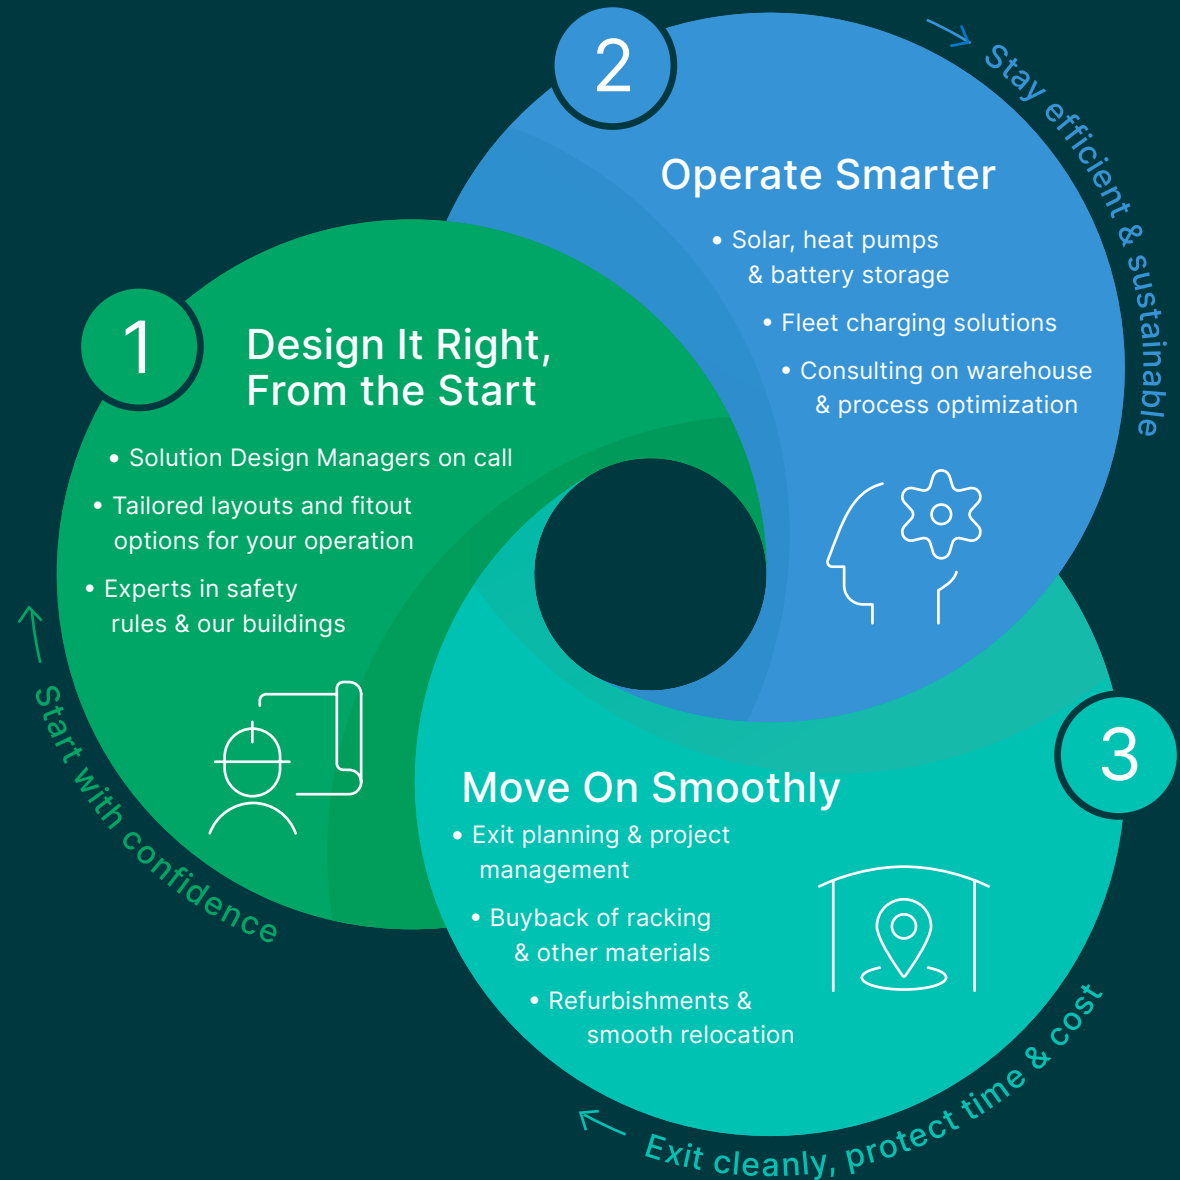 1
Design It Right,
From the Start
• Solution Design Managers on call
• Tailored layouts and fitout
options for your operation
• Experts in safety
rules & our buildings
Start with confidence
2
Operate Smarter
• Solar, heat pumps
& battery storage
• Fleet charging solutions
• Consulting on warehouse
& process optimization
Stay efficient & sustainable
3
Move On Smoothly
• Exit planning & project
management
• Buyback of racking
& other materials
• Refurbishments &
smooth relocation
Exit cleanly, protect time & cost